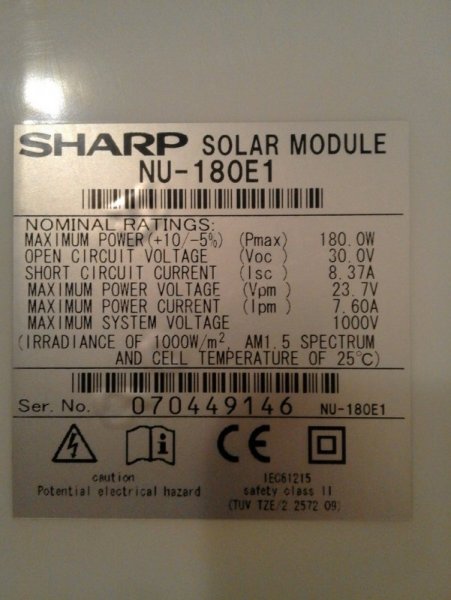 SHARP SOLAR MODULE
NU-180E1
NOMINAL RATINGS:
MAXIMUM POWER(+10/-5%) (Pmax) 180.0W
OPEN CIRCUIT VOLTAGE (Voc) 30.0V
SHORT CIRCUIT CURRENT (Isc) 8.37A
MAXIMUM POWER VOLTAGE (Vpm) 23.7V
MAXIMUM POWER CURRENT (Ipm) 7.60A
MAXIMUM SYSTEM VOLTAGE 1000V
(IRRADIANCE OF 1000W/m², AM1.5 SPECTRUM
AND CELL TEMPERATURE OF 25°C)
Ser. No. 070449146 NU-180E1
i CE
caution IEC61215
Potential electrical hazard safety class II
(TUV TZE/2.2572 09)